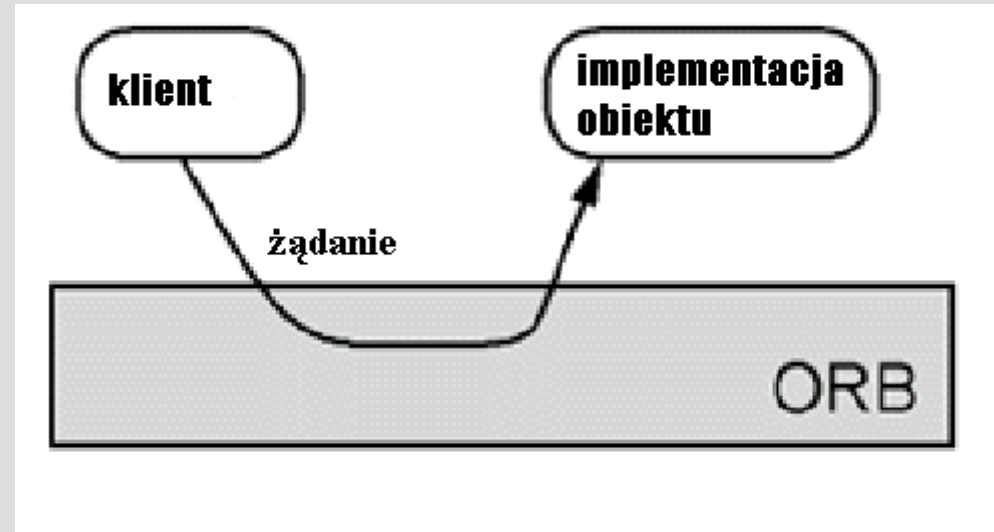 klient
implementacja
obiektu
żądanie
ORB